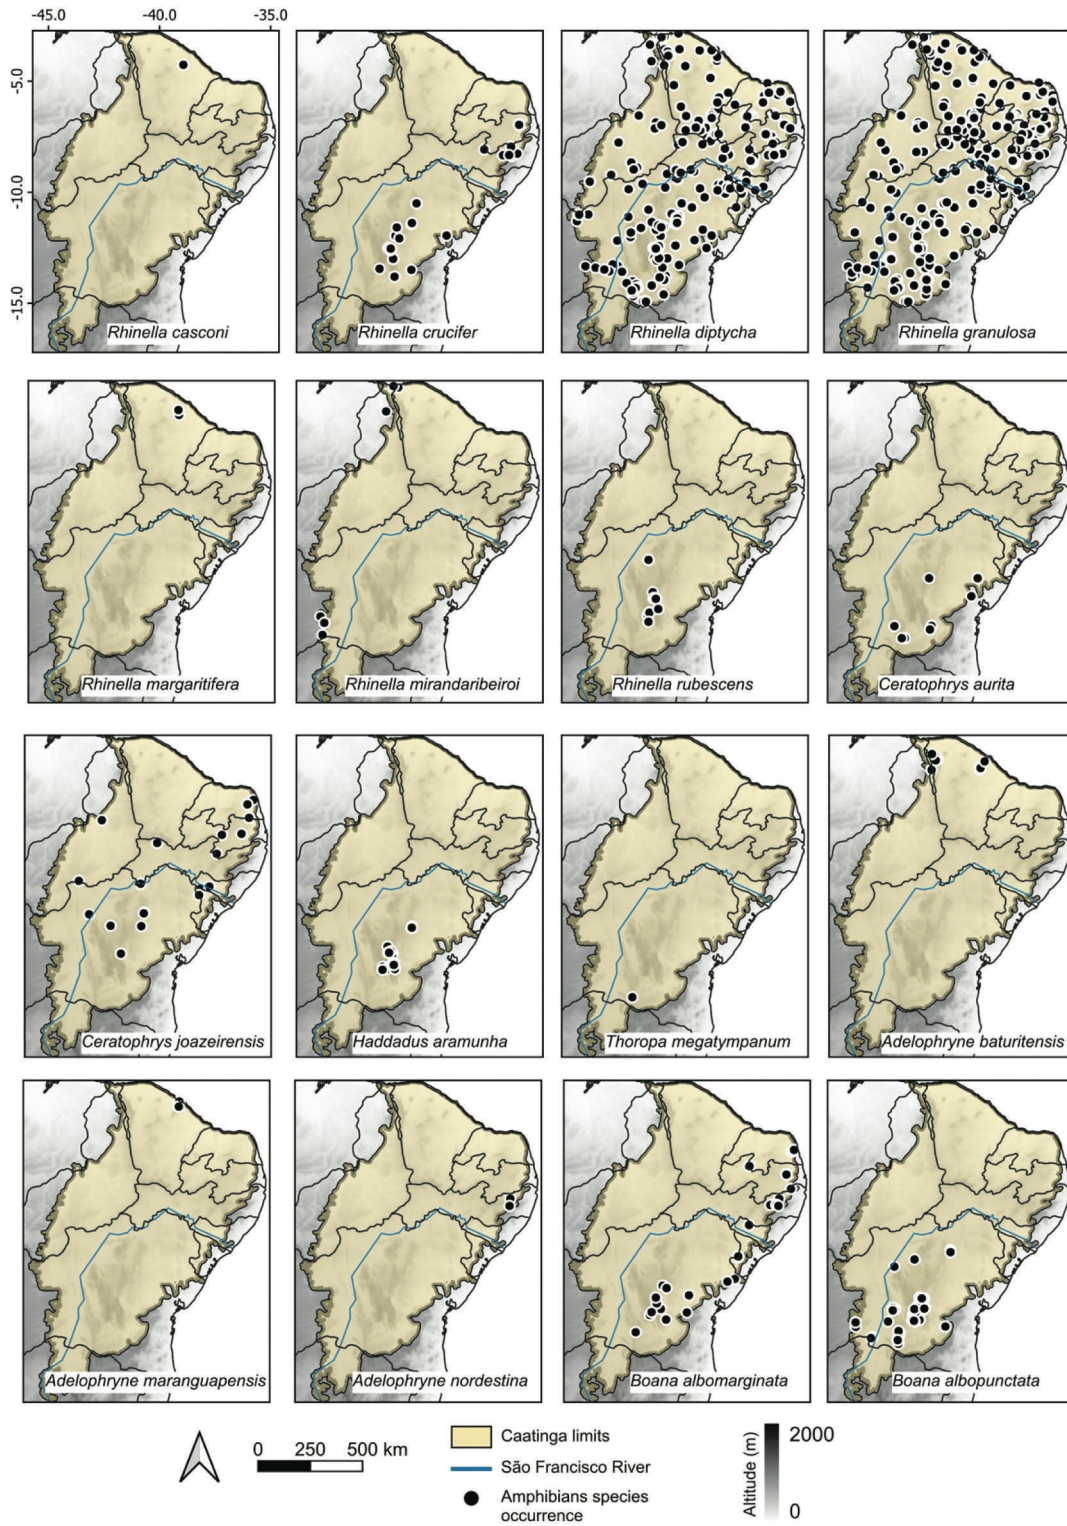 -45.0 -40.0 -35.0
-5.0
-10.0
-15.0
Rhinella casconi
Rhinella crucifer
Rhinella diptycha
Rhinella granulosa
Rhinella margaritifera
Rhinella mirandaribeiroi
Rhinella rubescens
Ceratophrys aurita
Ceratophrys joazeirensis
Haddadus aramunha
Thoropa megatympanum
Adelophryne baturitensis
Adelophryne maranguapensis
Adelophryne nordestina
Boana albomarginata
Boana albopunctata
0 250 500 km
Caatinga limits
São Francisco River
Amphibians species
occurrence
Altitude (m)
2000
0